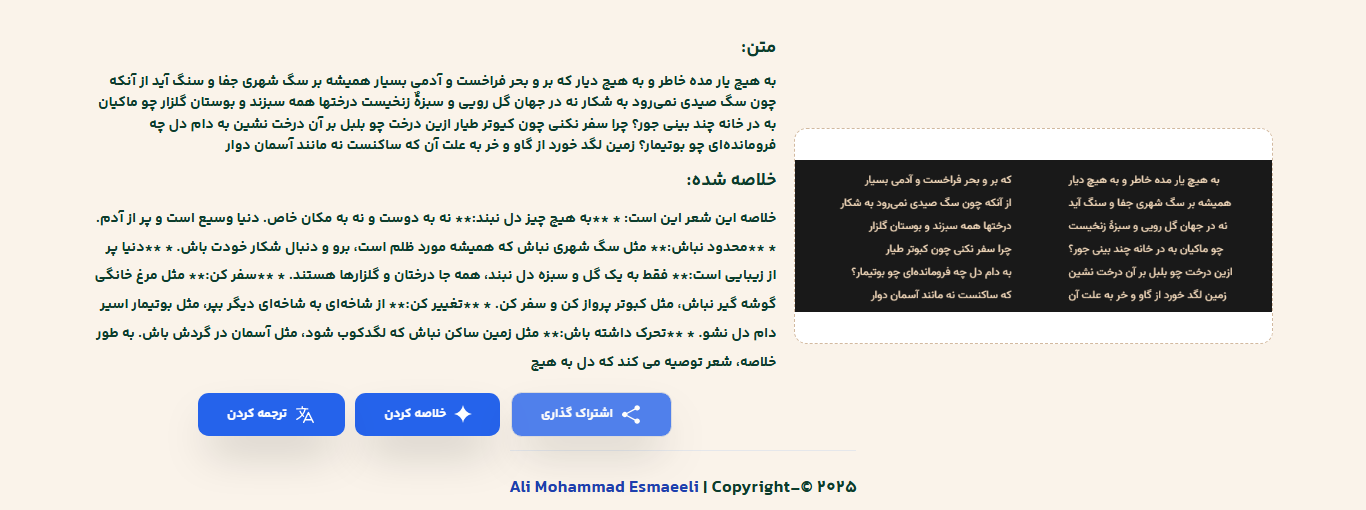 متن:
به هیچ یار مده خاطر و به هیچ دیار که بر و بحر فراخست و آدمی بسیار همیشه بر سگ شهری جفا و سنگ آید از آنکه
چون سگ صیدی نمی‌رود به شکار نه در جهان گل رویی و سبزهٌ زنخیست درختها همه سبزند و بوستان گلزار چو ماکیان
به در خانه چند بینی جور؟ چرا سفر نکنی چون کبوتر طیار ازین درخت چو بلبل بر آن درخت نشین به دام دل چه
فرومانده‌ای چو بوتیمار؟ زمین لگد خورد از گاو و خر به علت آن که ساکنست نه مانند آسمان دوار
خلاصه شده:
خلاصه این شعر این است: * **به هیچ چیز دل نبند:** نه به دوست و نه به مکان خاص. دنیا وسیع است و پر از آدم.
* **محدود نباش:** مثل سگ شهری نباش که همیشه مورد ظلم است، برو و دنبال شکار خودت باش. * **دنیا پر
از زیبایی است:** فقط به یک گل و سبزه دل نبند، همه جا درختان و گلزارها هستند. * **سفر کن:** مثل مرغ خانگی
گوشه گیر نباش، مثل کبوتر پرواز کن و سفر کن. * **تغییر کن:** از شاخه‌ای به شاخه‌ای دیگر بپر، مثل بوتیمار اسیر
دام دل نشو. * **تحرک داشته باش:** مثل زمین ساکن نباش که لگدکوب شود، مثل آسمان در گردش باش. به طور
خلاصه، شعر توصیه می کند که دل به هیچ
به هیچ یار مده خاطر و به هیچ دیار که بر و بحر فراخست و آدمی بسیار
همیشه بر سگ شهری جفا و سنگ آید از آنکه چون سگ صیدی نمی‌رود به شکار
نه در جهان گل رویی و سبزهٔ زنخیست درختها همه سبزند و بوستان گلزار
چو ماکیان به در خانه چند بینی جور؟ چرا سفر نکنی چون کبوتر طیار
ازین درخت چو بلبل بر آن درخت نشین به دام دل چه فرومانده‌ای چو بوتیمار؟
زمین لگد خورد از گاو و خر به علت آن که ساکنست نه مانند آسمان دوار
اشتراک گذاری
خلاصه کردن
ترجمه کردن
Ali Mohammad Esmaeeli | Copyright-© ۲۰۲۵